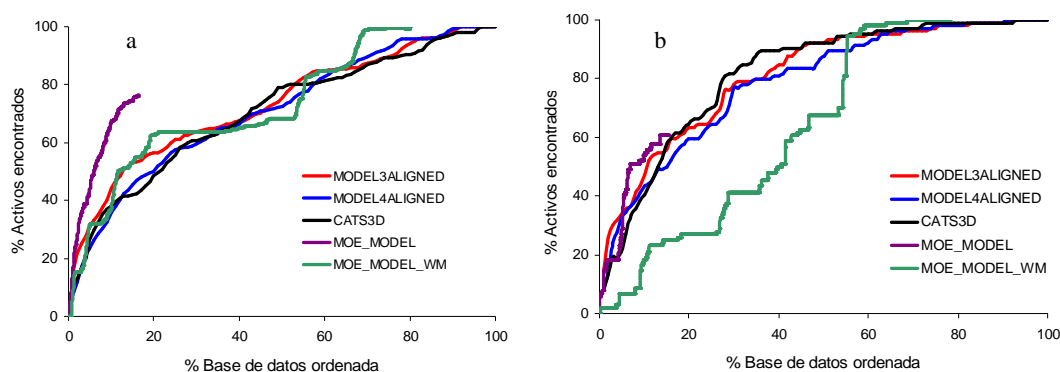 a
100
80
60
40
20
0
% Activos encontrados
MODEL3ALIGNED
MODEL4ALIGNED
CATS3D
MOE_MODEL
MOE_MODEL_WM
0 20 40 60 80 100
% Base de datos ordenada
b
100
80
60
40
20
0
% Activos encontrados
MODEL3ALIGNED
MODEL4ALIGNED
CATS3D
MOE_MODEL
MOE_MODEL_WM
0 20 40 60 80 100
% Base de datos ordenada